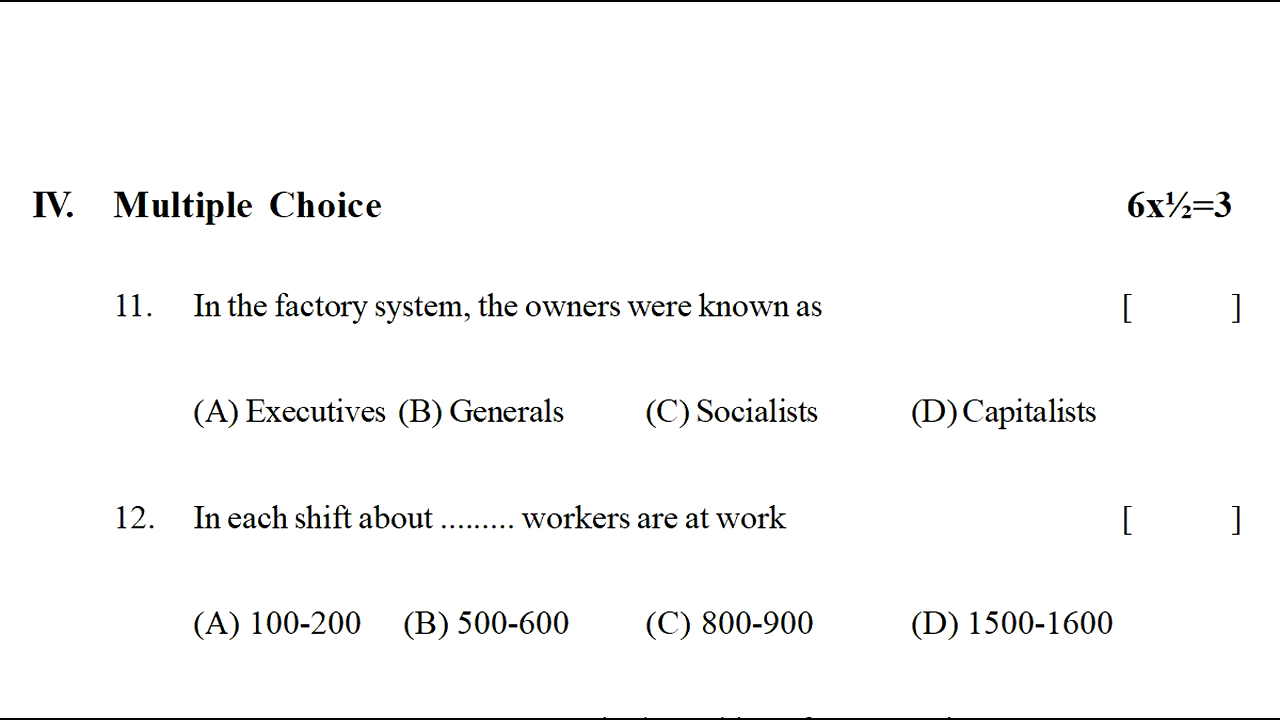 IV. Multiple Choice 6x½=3
11. In the factory system, the owners were known as [ ]
(A) Executives (B) Generals (C) Socialists (D) Capitalists
12. In each shift about ......... workers are at work [ ]
(A) 100-200 (B) 500-600 (C) 800-900 (D) 1500-1600